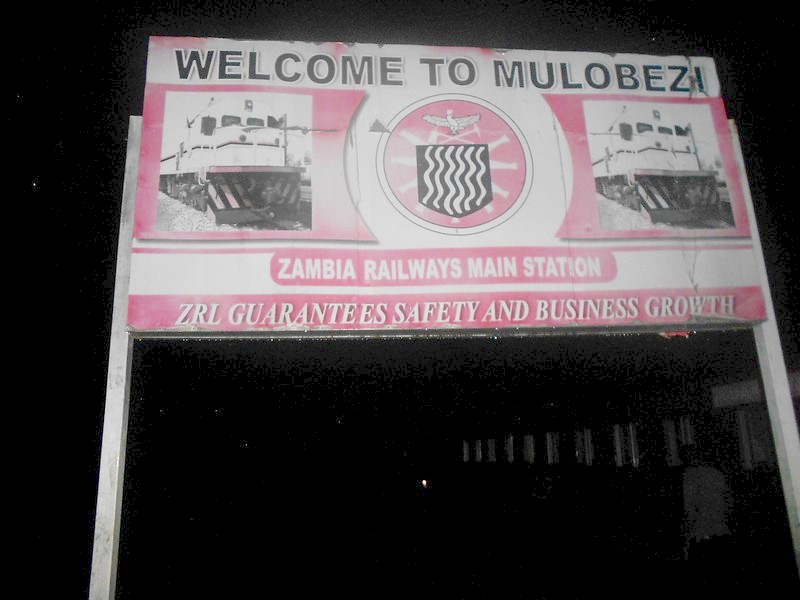 WELCOME TO MULOBEZI
ZAMBIA RAILWAYS MAIN STATION
ZRL GUARANTEES SAFETY AND BUSINESS GROWTH